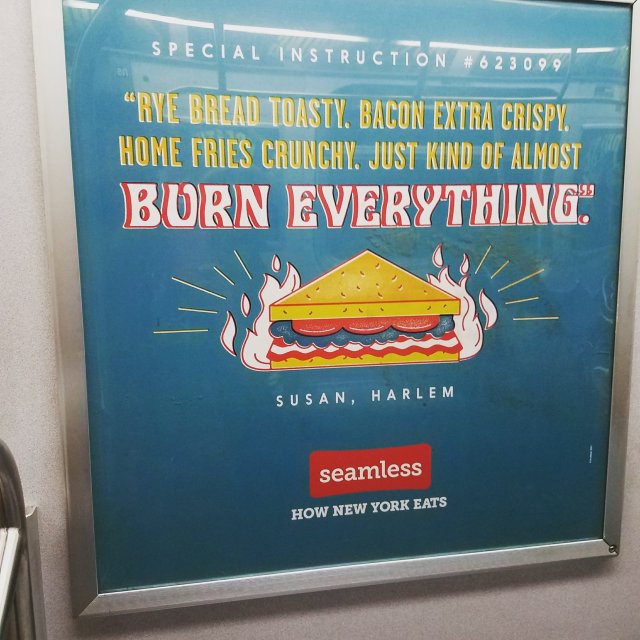 SPECIAL INSTRUCTION #623099
“RYE BREAD TOASTY. BACON EXTRA CRISPY.
HOME FRIES CRUNCHY. JUST KIND OF ALMOST
BURN EVERYTHING.”
SUSAN, HARLEM
seamless
HOW NEW YORK EATS